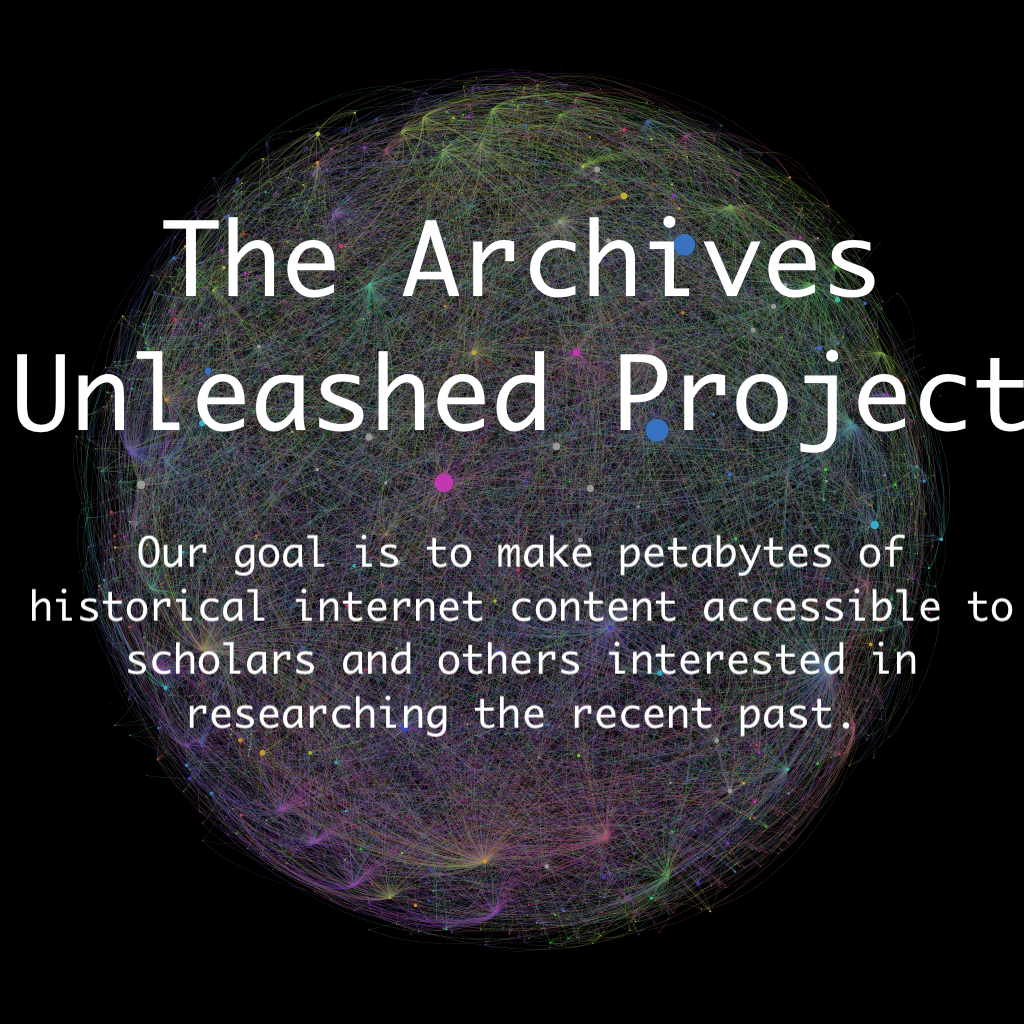 The Archives
Unleashed Project
Our goal is to make petabytes of
historical internet content accessible to
scholars and others interested in
researching the recent past.